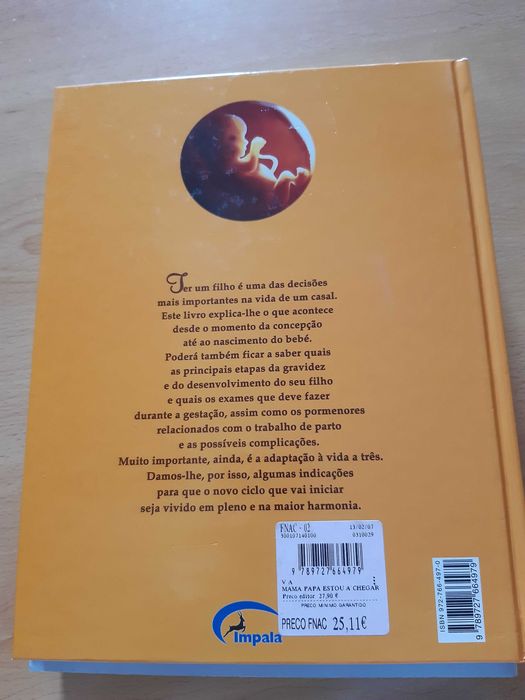 Ter um filho é uma das decisões
mais importantes na vida de um casal.
Este livro explica-lhe o que acontece
desde o momento da concepção
até ao nascimento do bebé.
Poderá também ficar a saber quais
as principais etapas da gravidez
e do desenvolvimento do seu filho
e quais os exames que deve fazer
durante a gestação, assim como os pormenores
relacionados com o trabalho de parto
e as possíveis complicações.
Muito importante, ainda, é a adaptação à vida a três.
Damos-lhe, por isso, algumas indicações
para que o novo ciclo que vai iniciar
seja vivido em pleno e na maior harmonia.
FNAC - 02 13/02/07
300107140100 0310029
9 789727 664979
V A
MAMA PAPA ESTOU A CHEGAR
Preco editor 27,90 €
PRECO MINIMO GARANTIDO
PRECO FNAC 25,11€
Impala
ISBN 972-766-497-0
9 789727 664979